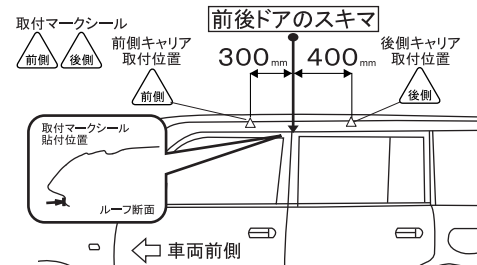 前後ドアのスキマ
取付マークシール
前側
後側
前側キャリア
取付位置
前側
300mm
400mm
後側キャリア
取付位置
後側
取付マークシール
貼付位置
ルーフ断面
車両前側